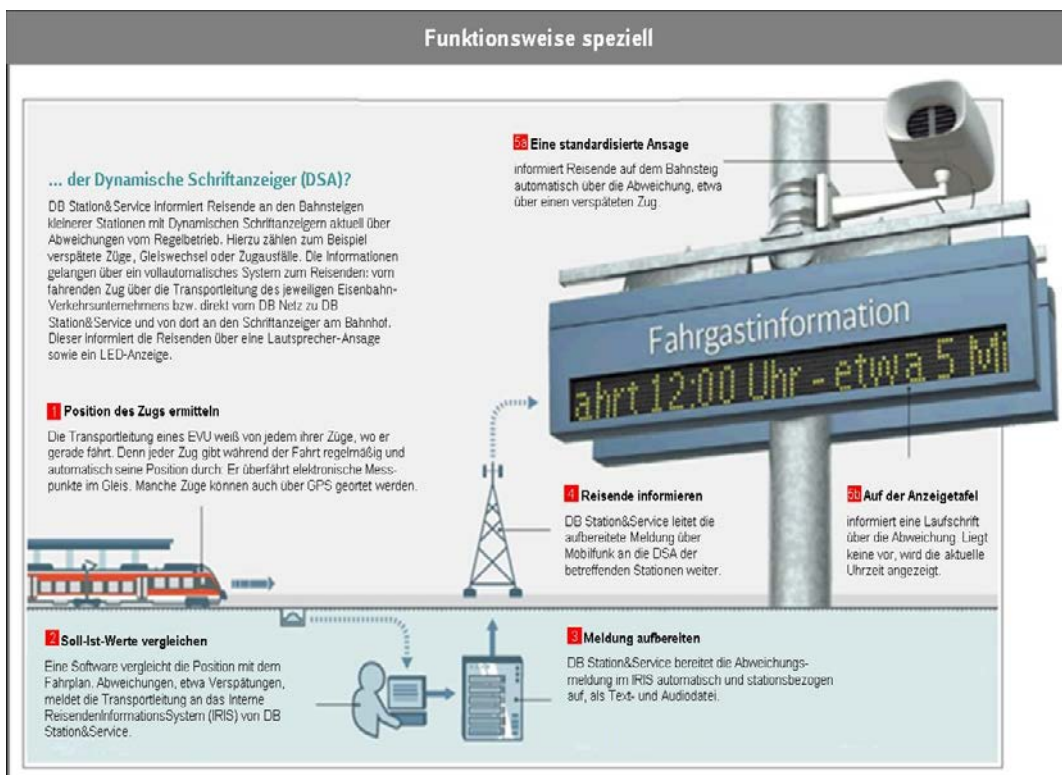 Funktionsweise speziell
... der Dynamische Schriftanzeiger (DSA)?
DB Station&Service informiert Reisende an den Bahnsteigen
kleinerer Stationen mit Dynamischen Schriftanzeigern aktuell über
Abweichungen vom Regelbetrieb. Hierzu zählen zum Beispiel
verspätete Züge, Gleiswechsel oder Zugausfälle. Die Informationen
gelangen über ein vollautomatisches System zum Reisenden: vom
fahrenden Zug über die Transportleitung des jeweiligen Eisenbahn-
Verkehrsunternehmens bzw. direkt vom DB Netz zu DB
Station&Service und von dort an den Schriftanzeiger am Bahnhof.
Dieser informiert die Reisenden über eine Lautsprecher-Ansage
sowie ein LED-Anzeige.
1 Position des Zugs ermitteln
Die Transportleitung eines EVU weiß von jedem ihrer Züge, wo er
gerade fährt. Denn jeder Zug gibt während der Fahrt regelmäßig und
automatisch seine Position durch: Er überfährt elektronische Mess-
punkte im Gleis. Manche Züge können auch über GPS geortet werden.
2 Soll-Ist-Werte vergleichen
Eine Software vergleicht die Position mit dem
Fahrplan. Abweichungen, etwa Verspätungen,
meldet die Transportleitung an das Interne
ReisendenInformationsSystem (IRIS) von DB
Station&Service.
3 Meldung aufbereiten
DB Station&Service bereitet die Abweichungs-
meldung im IRIS automatisch und stationsbezogen
auf, als Text- und Audiodatei.
4 Reisende informieren
DB Station&Service leitet die
aufbereitete Meldung über
Mobilfunk an die DSA der
betreffenden Stationen weiter.
5a Eine standardisierte Ansage
informiert Reisende auf dem Bahnsteig
automatisch über die Abweichung, etwa
über einen verspäteten Zug.
Fahrgastinformation
ahrt 12:00 Uhr - etwa 5 Mi
5b Auf der Anzeigetafel
informiert eine Laufschrift
über die Abweichung. Liegt
keine vor, wird die aktuelle
Uhrzeit angezeigt.